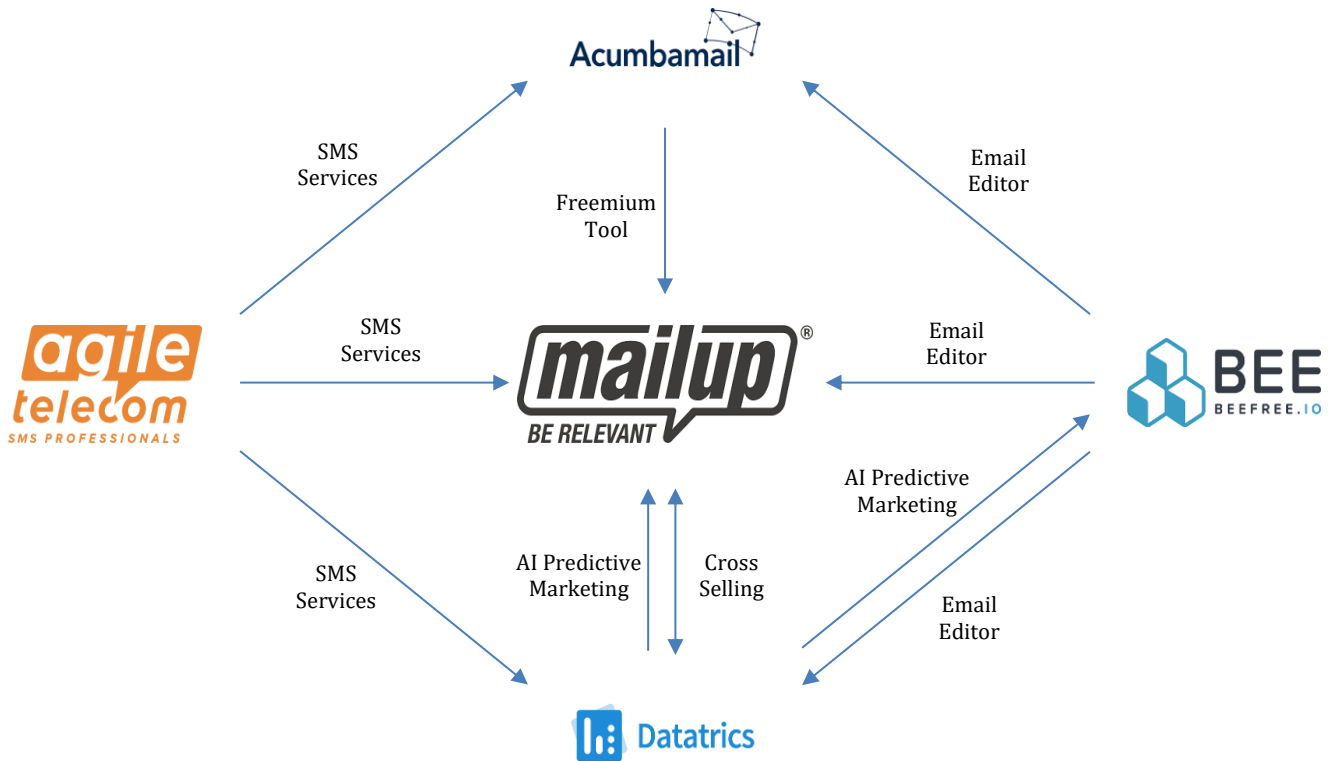 Acumbamail
SMS
Services
Email
Editor
Freemium
Tool
agile
telecom
SMS PROFESSIONALS
SMS
Services
mailup®
BE RELEVANT
Email
Editor
BEE
BEEFREE.IO
AI Predictive
Marketing
SMS
Services
AI Predictive
Marketing
Cross
Selling
Email
Editor
Datatrics